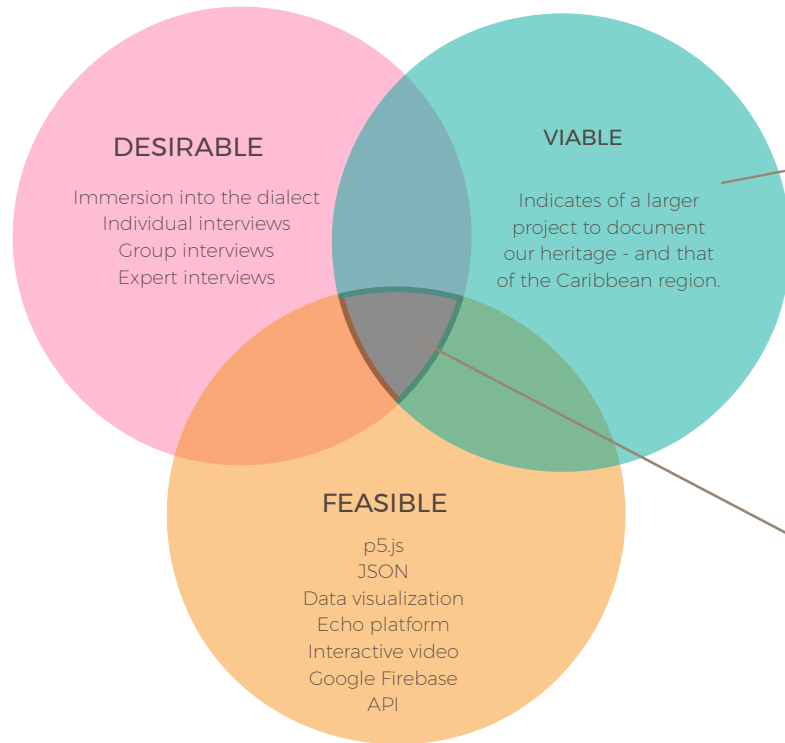 DESIRABLE
Immersion into the dialect
Individual interviews
Group interviews
Expert interviews
VIABLE
Indicates of a larger
project to document
our heritage - and that
of the Caribbean region.
FEASIBLE
p5.js
JSON
Data visualization
Echo platform
Interactive video
Google Firebase
API